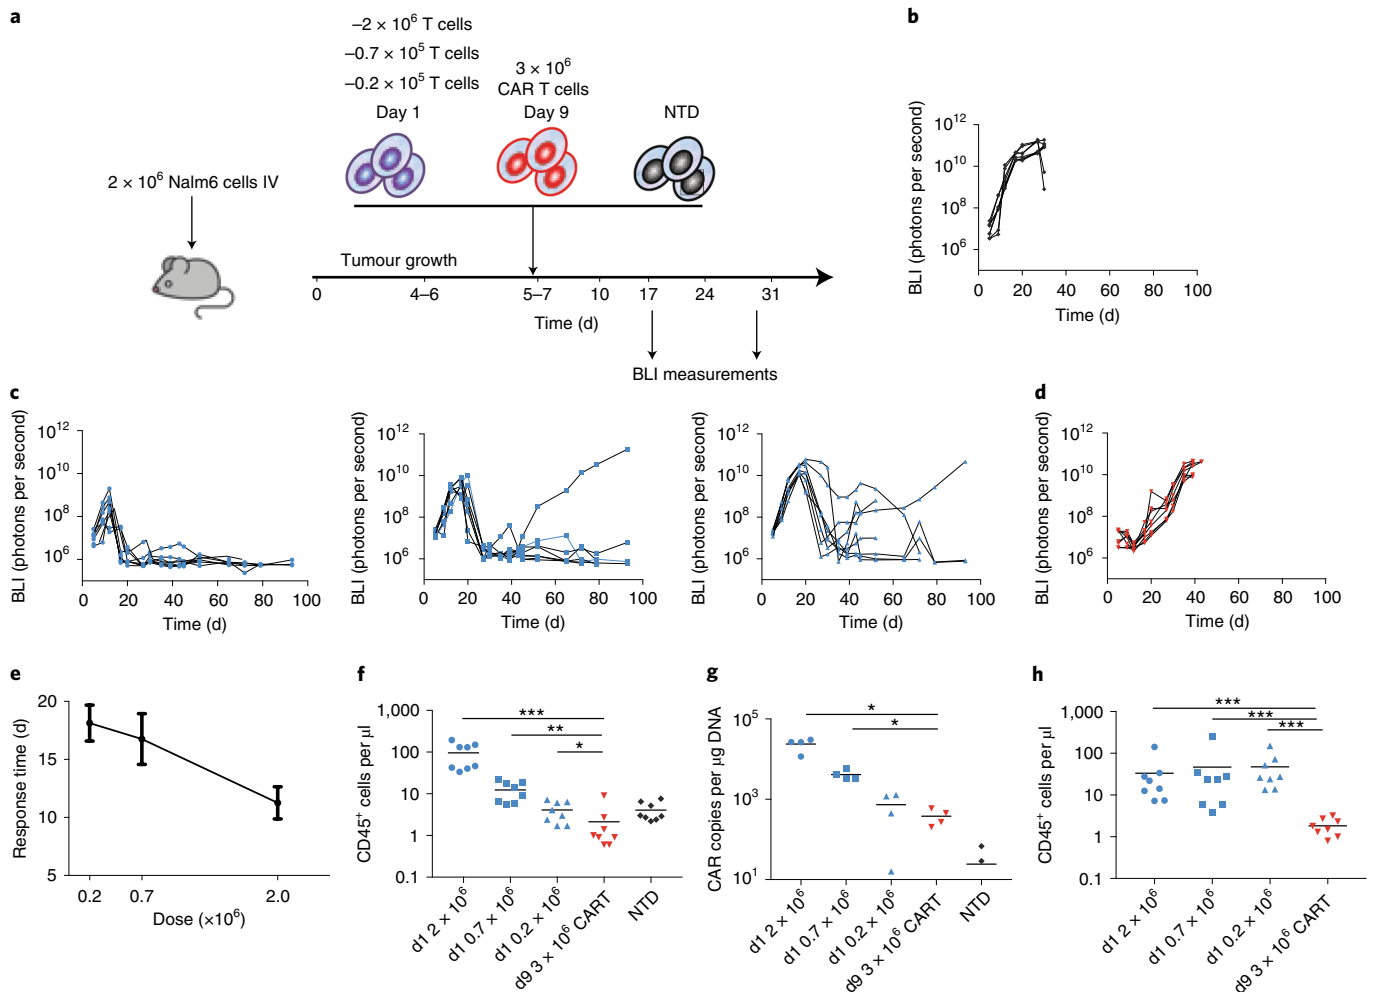 a
–2 × 10⁶ T cells
–0.7 × 10⁵ T cells
–0.2 × 10⁵ T cells
3 × 10⁶
CAR T cells
Day 1
Day 9
NTD
2 × 10⁶ Nalm6 cells IV
Tumour growth
0
4–6
5–7
10
17
24
31
Time (d)
BLI measurements
b
BLI (photons per second)
10¹²
10¹⁰
10⁸
10⁶
0 20 40 60 80 100
Time (d)
c
BLI (photons per second)
10¹²
10¹⁰
10⁸
10⁶
0 20 40 60 80 100
Time (d)
BLI (photons per second)
10¹²
10¹⁰
10⁸
10⁶
0 20 40 60 80 100
Time (d)
BLI (photons per second)
10¹²
10¹⁰
10⁸
10⁶
0 20 40 60 80 100
Time (d)
d
BLI (photons per second)
10¹²
10¹⁰
10⁸
10⁶
0 20 40 60 80 100
Time (d)
e
Response time (d)
20
15
10
5
0.2 0.7 2.0
Dose (×10⁶)
f
CD45⁺ cells per µl
1,000
100
10
1
0.1
***
**
*
d1 2 × 10⁶
d1 0.7 × 10⁶
d1 0.2 × 10⁶
d9 3 × 10⁶ CART
NTD
g
CAR copies per µg DNA
10⁵
10³
10¹
*
*
d1 2 × 10⁶
d1 0.7 × 10⁶
d1 0.2 × 10⁶
d9 3 × 10⁶ CART
NTD
h
CD45⁺ cells per µl
1,000
100
10
1
0.1
***
***
***
d1 2 × 10⁶
d1 0.7 × 10⁶
d1 0.2 × 10⁶
d9 3 × 10⁶ CART